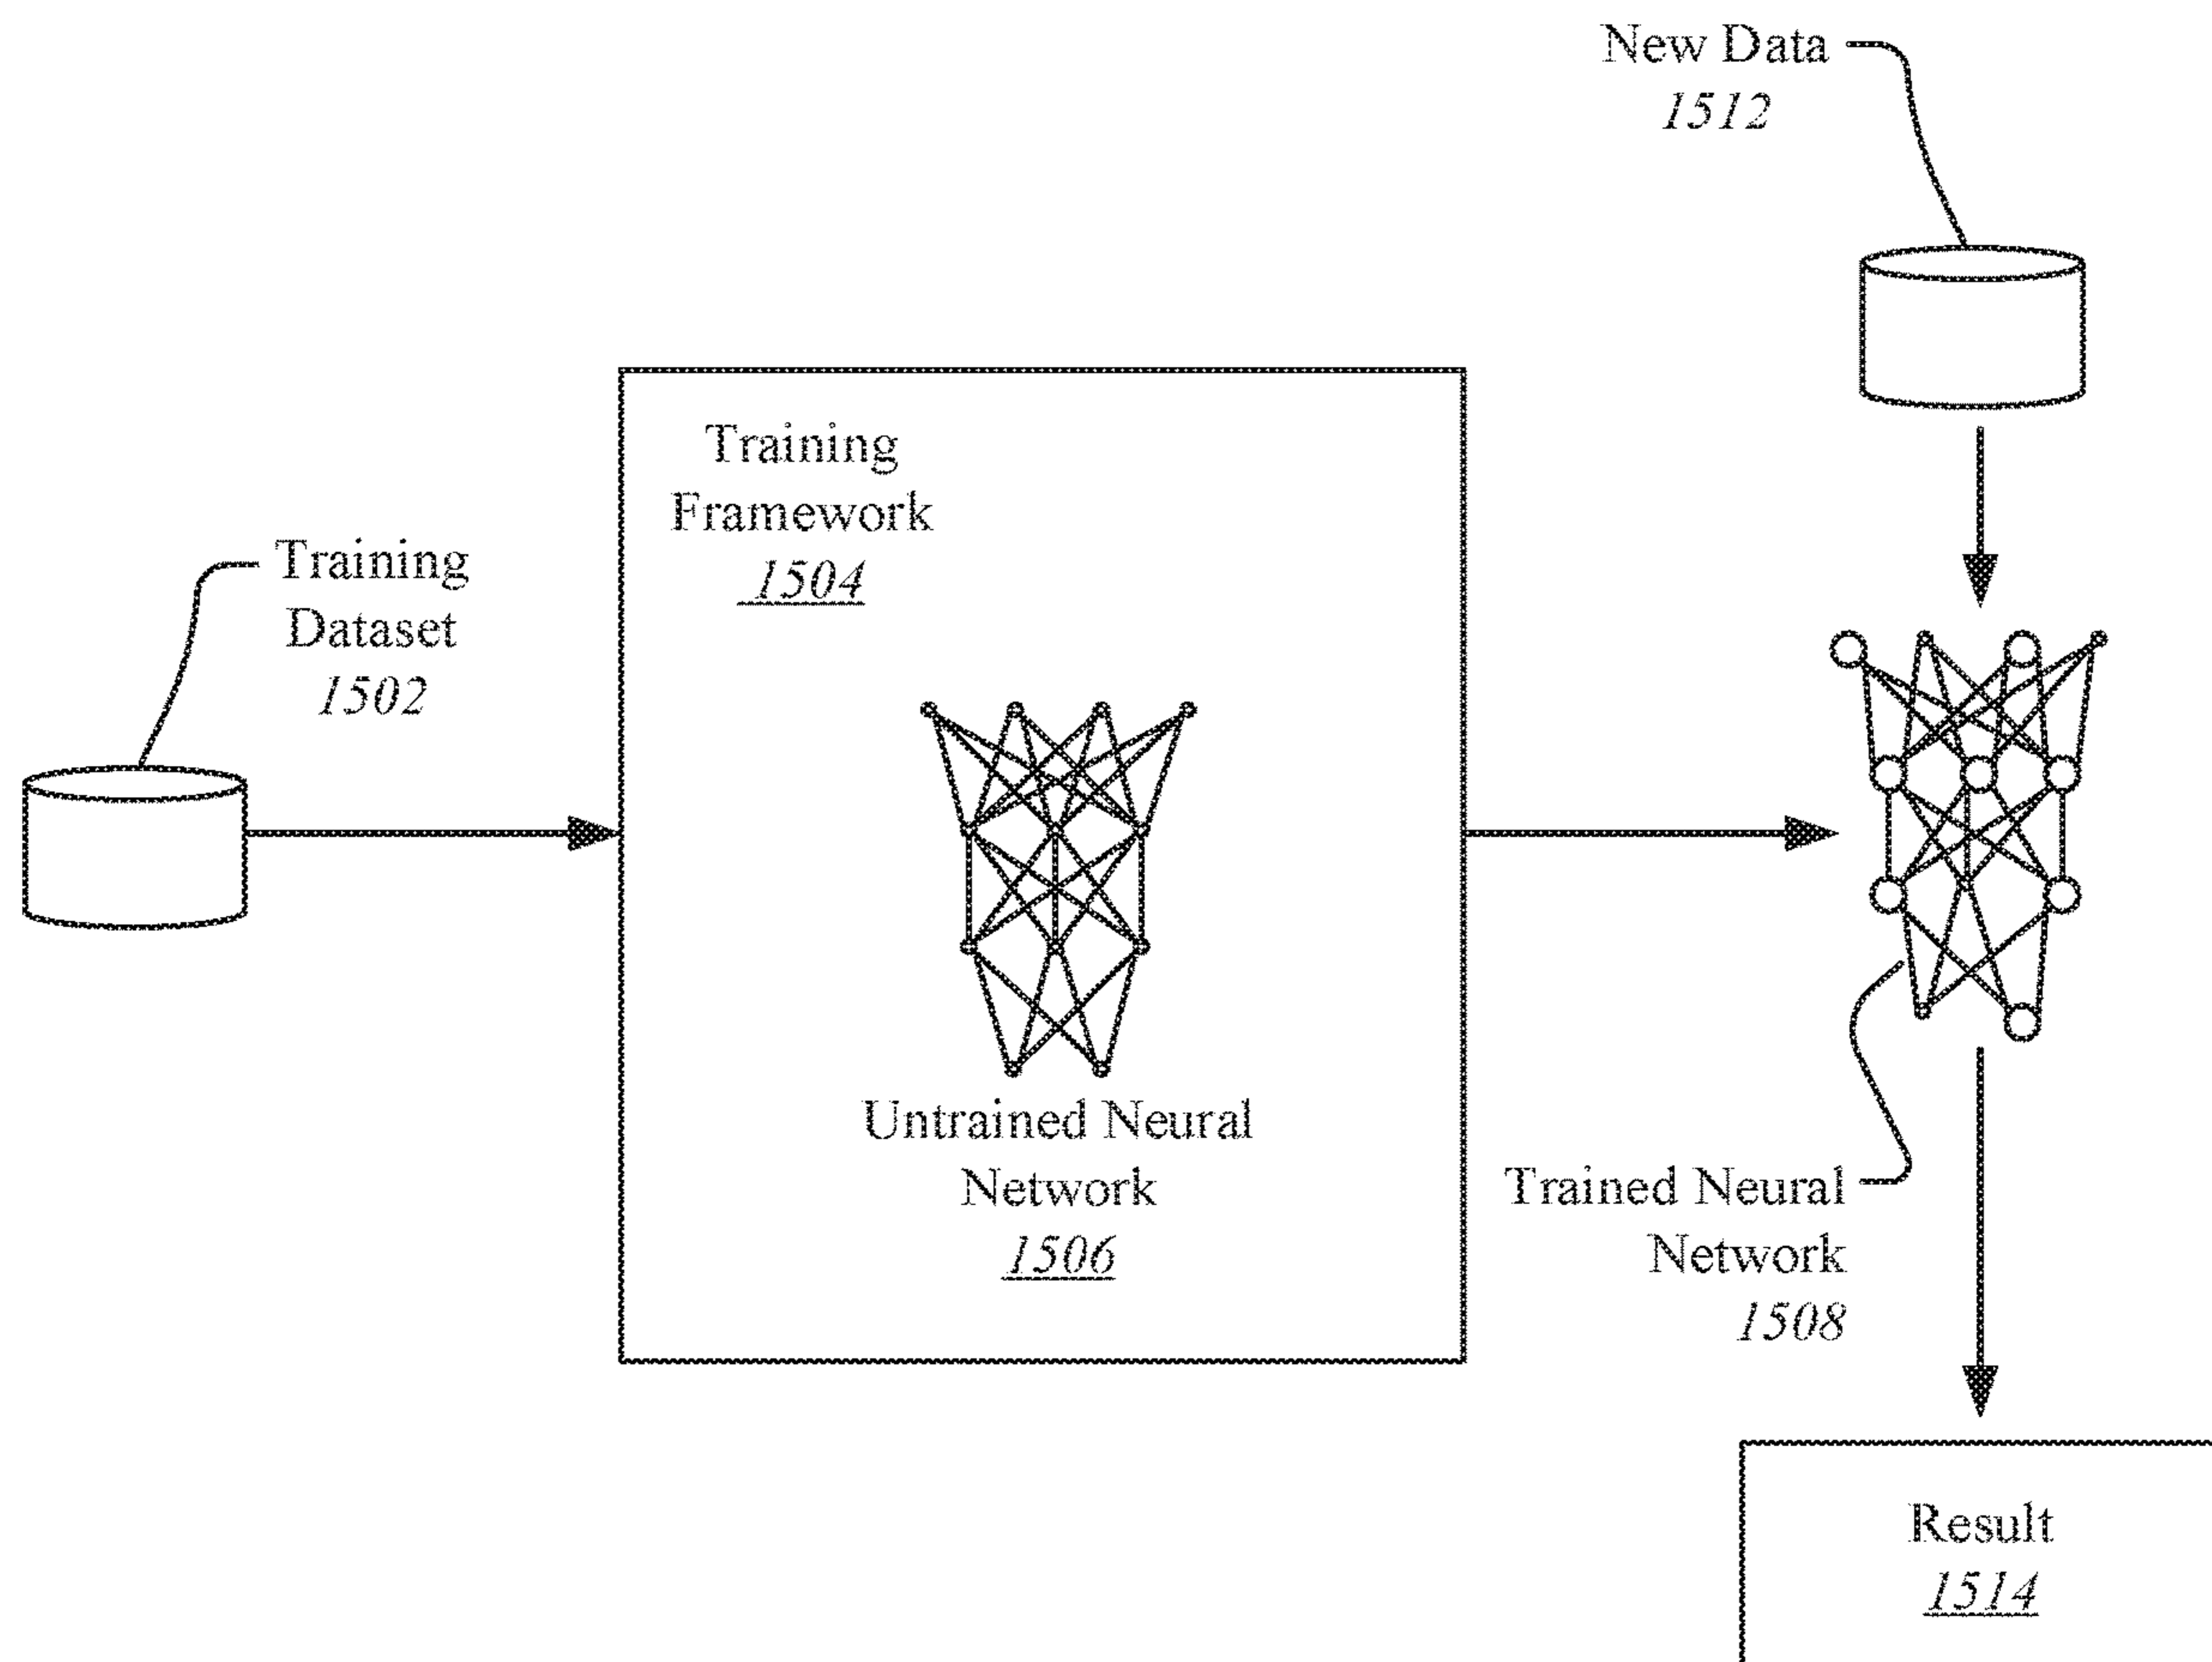 New Data
1512
Training
Framework
1504
Training
Dataset
1502
Untrained Neural
Network
1506
Trained Neural
Network
1508
Result
1514